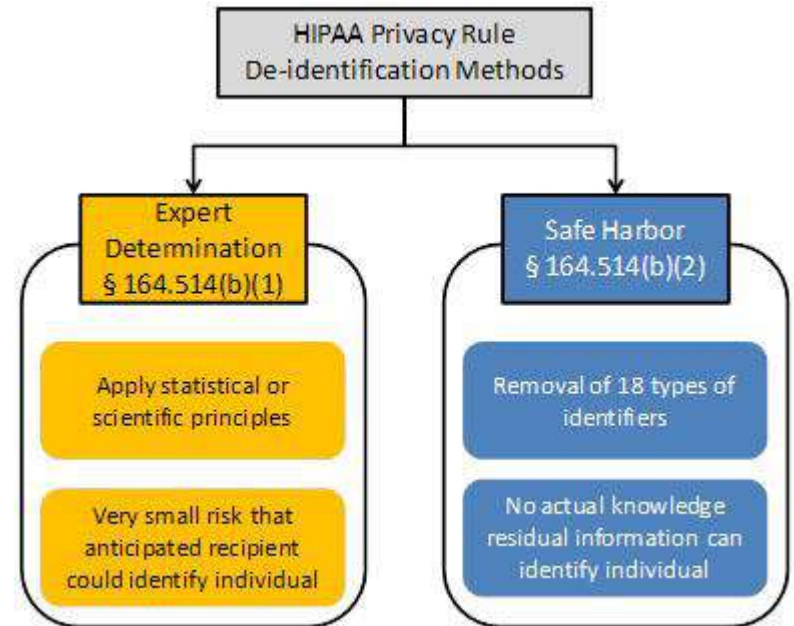 HIPAA Privacy Rule
De-identification Methods
Expert
Determination
§ 164.514(b)(1)
Apply statistical or
scientific principles
Very small risk that
anticipated recipient
could identify individual
Safe Harbor
§ 164.514(b)(2)
Removal of 18 types of
identifiers
No actual knowledge
residual information can
identify individual